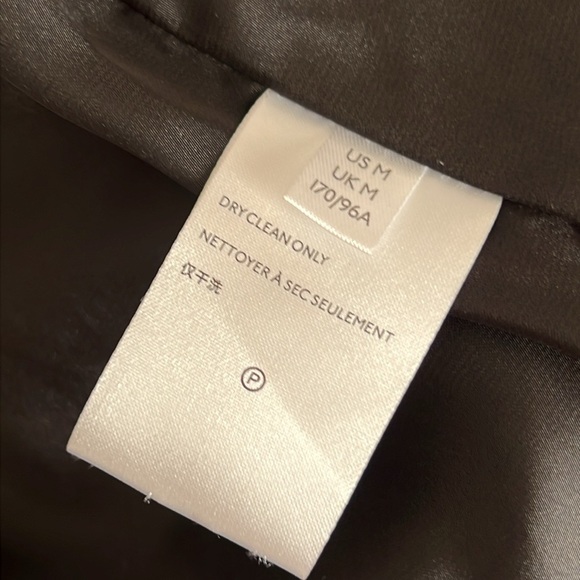 US M
UK M
170/96A
DRY CLEAN ONLY
NETTOYER À SEC SEULEMENT
仅干洗
P